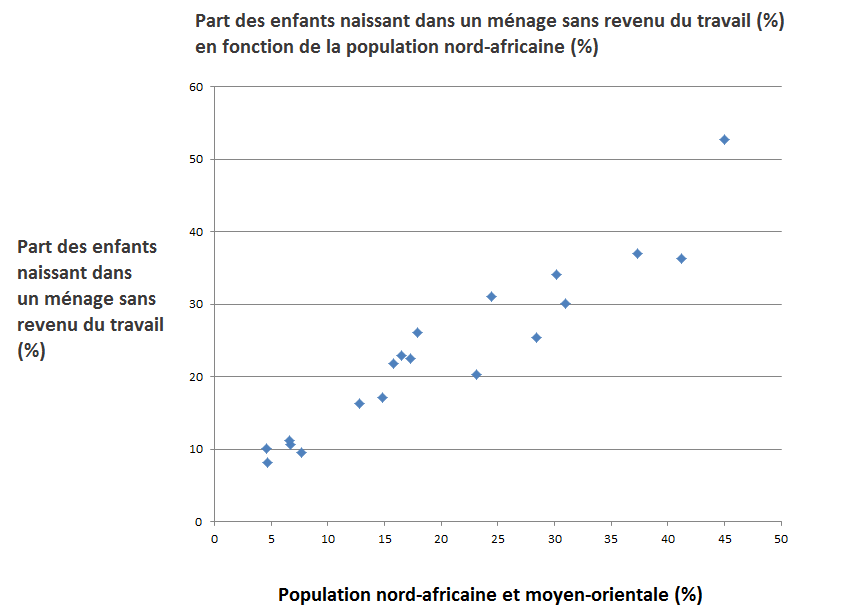 Part des enfants naissant dans un ménage sans revenu du travail (%)
en fonction de la population nord-africaine (%)
60
50
40
30
20
10
0
Part des enfants
naissant dans
un ménage sans
revenu du travail
(%)
0 5 10 15 20 25 30 35 40 45 50
Population nord-africaine et moyen-orientale (%)